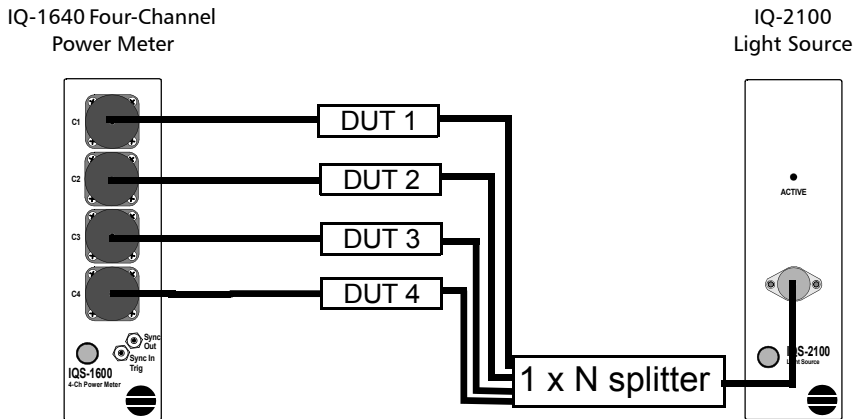 IQ-1640 Four-Channel
Power Meter
IQ-2100
Light Source
C1
C2
C3
C4
DUT 1
DUT 2
DUT 3
DUT 4
ACTIVE
Sync
Out
Sync In
Trig
IQS-1600
4-Ch Power Meter
1 x N splitter
IQS-2100
Light Source